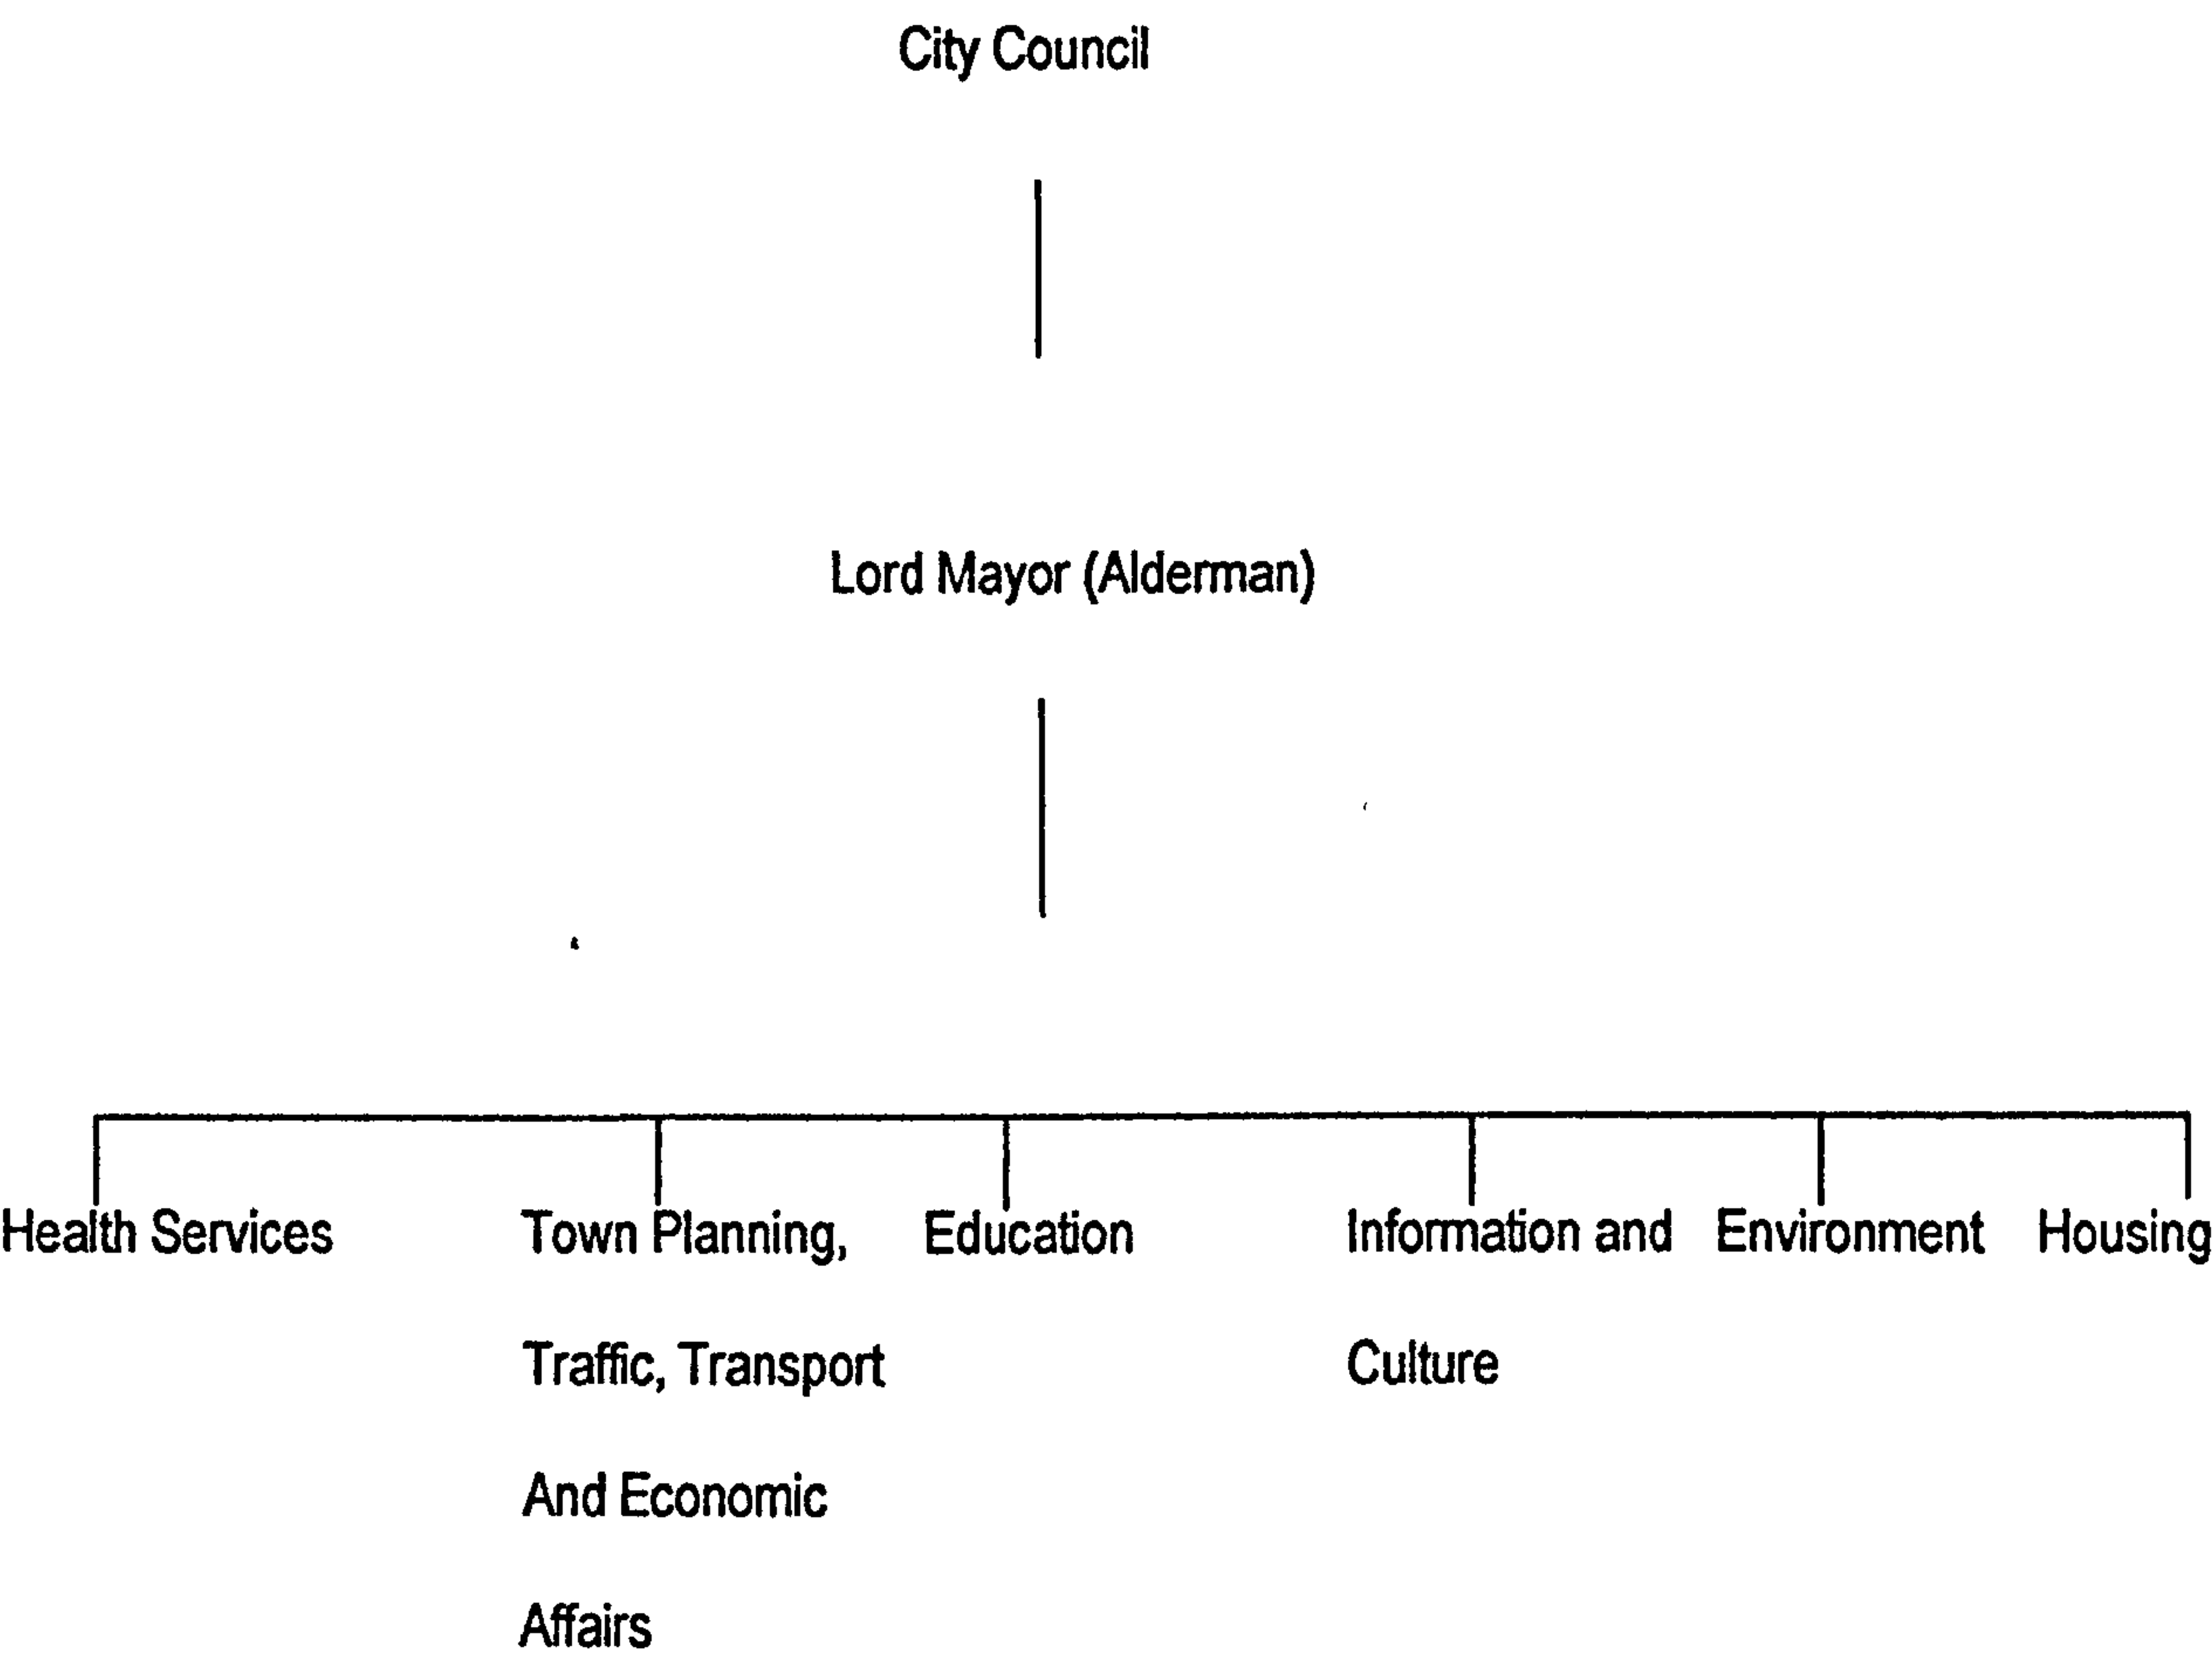 City Council
Lord Mayor (Alderman)
Health Services
Town Planning,
Traffic, Transport
And Economic
Affairs
Education
Information and
Culture
Environment
Housing